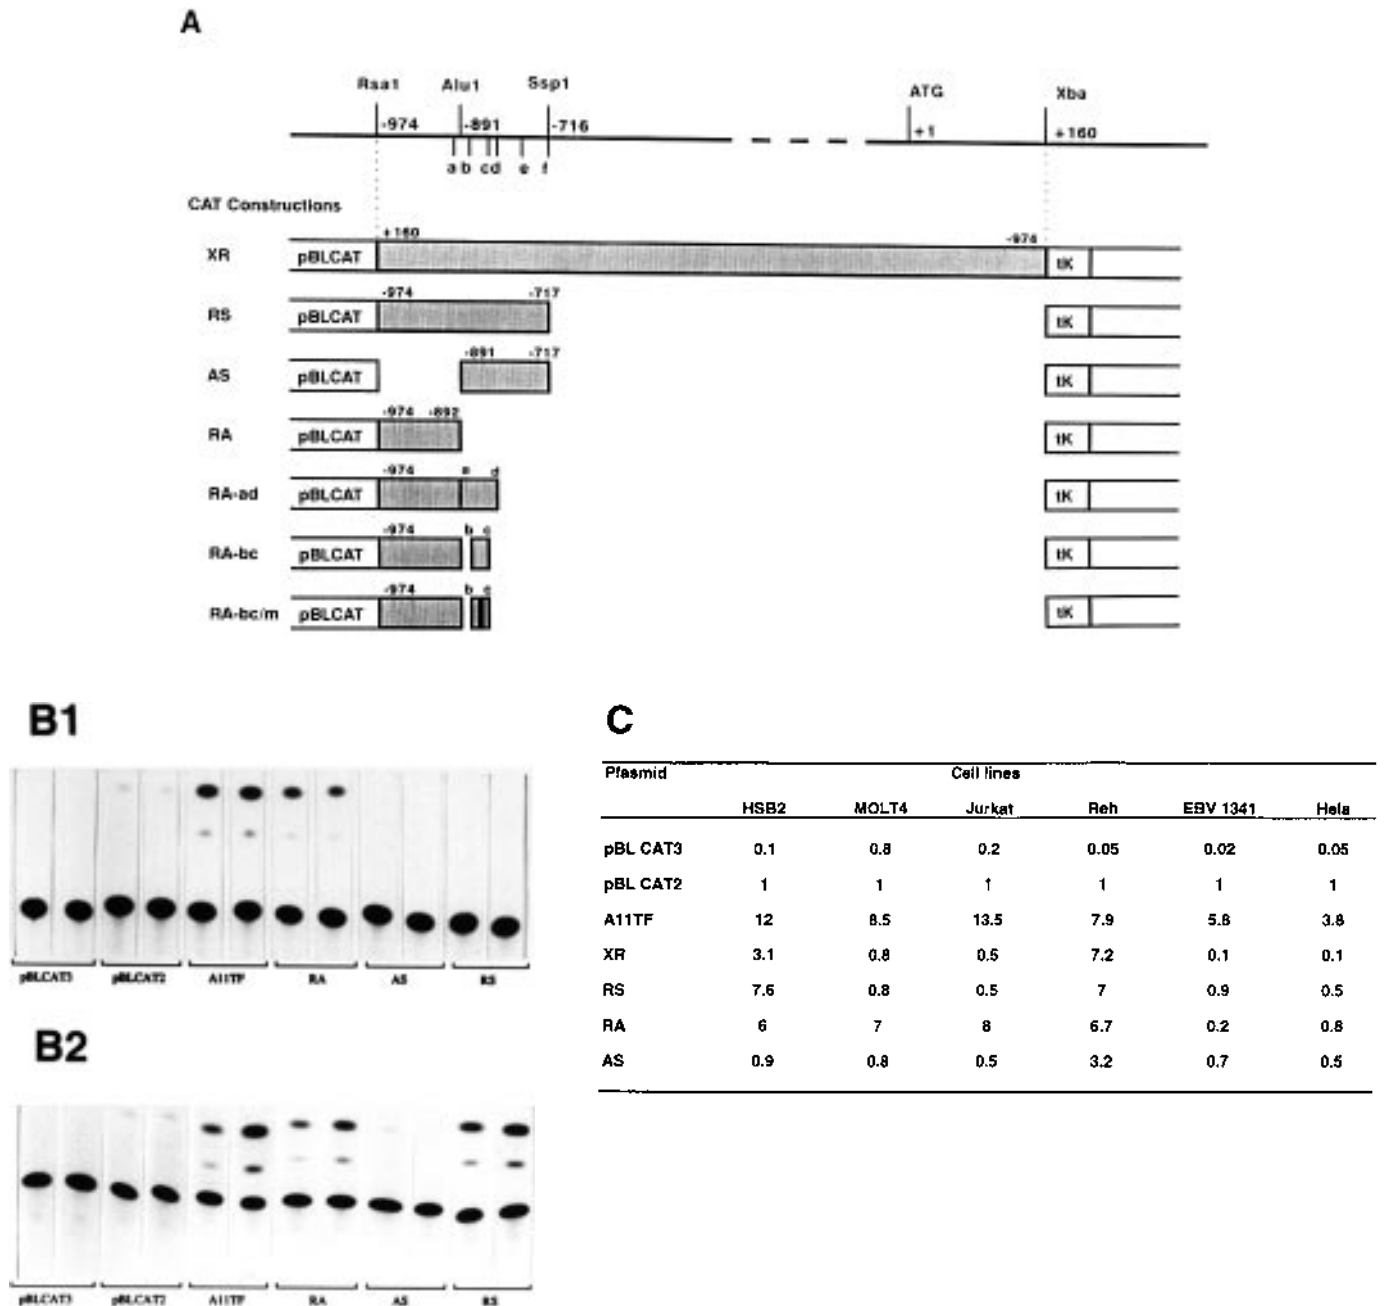 A
Rsa1 Alu1 Ssp1 ATG Xba
-974 -891 -716 +1 +160
a b c d e f
CAT Constructions
+160 -974
XR pBLCAT tK
-974 -717
RS pBLCAT tK
-891 -717
AS pBLCAT tK
-974 -892
RA pBLCAT tK
-974 a d
RA-ad pBLCAT tK
-974 b c
RA-bc pBLCAT tK
-974 b c
RA-bc/m pBLCAT tK
B1
pBLCAT3 pBLCAT2 A11TF RA AS RS
B2
pBLCAT3 pBLCAT2 A11TF RA AS RS
C
Plasmid Cell lines
HSB2 MOLT4 Jurkat Reh EBV 1341 Hela
pBL CAT3 0.1 0.8 0.2 0.05 0.02 0.05
pBL CAT2 1 1 1 1 1 1
A11TF 12 8.5 13.5 7.9 5.8 3.8
XR 3.1 0.8 0.5 7.2 0.1 0.1
RS 7.6 0.8 0.5 7 0.9 0.5
RA 6 7 8 6.7 0.2 0.8
AS 0.9 0.8 0.5 3.2 0.7 0.5